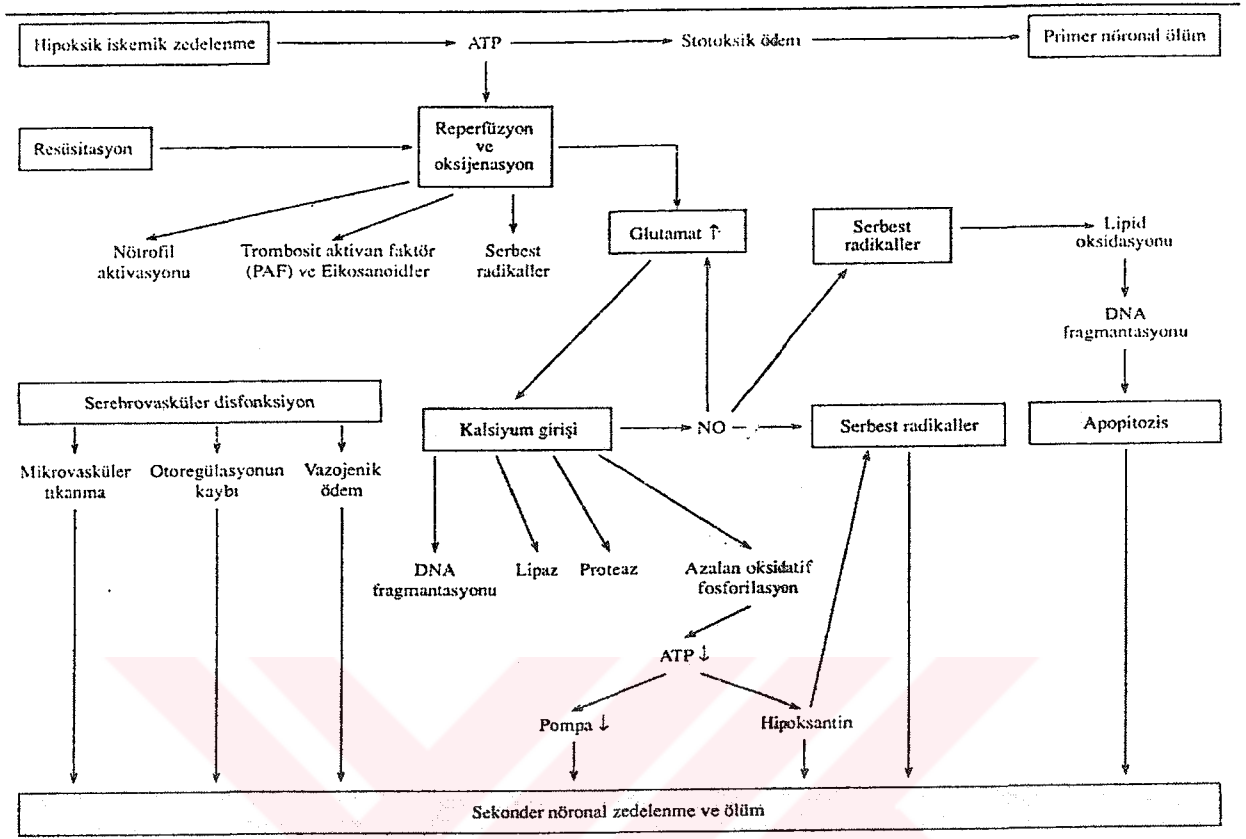 Hipoksik iskemik zedelenme
ATP
Stotoksik ödem
Primer nöronal ölüm
Resüsitasyon
Reperfüzyon
ve
oksijenasyon
Nötrofil
aktivasyonu
Trombosit aktivan faktör
(PAF) ve Eikosanoidler
Serbest
radikaller
Glutamat ↑
Serbest
radikaller
Lipid
oksidasyonu
DNA
fragmantasyonu
Serebrovasküler disfonksiyon
Kalsiyum girişi
NO
Serbest radikaller
Apopitozis
Mikrovasküler
tıkanma
Otoregülasyonun
kaybı
Vazojenik
ödem
DNA
fragmantasyonu
Lipaz
Proteaz
Azalan oksidatif
fosforilasyon
ATP ↓
Pompa ↓
Hipoksantin
Sekonder nöronal zedelenme ve ölüm